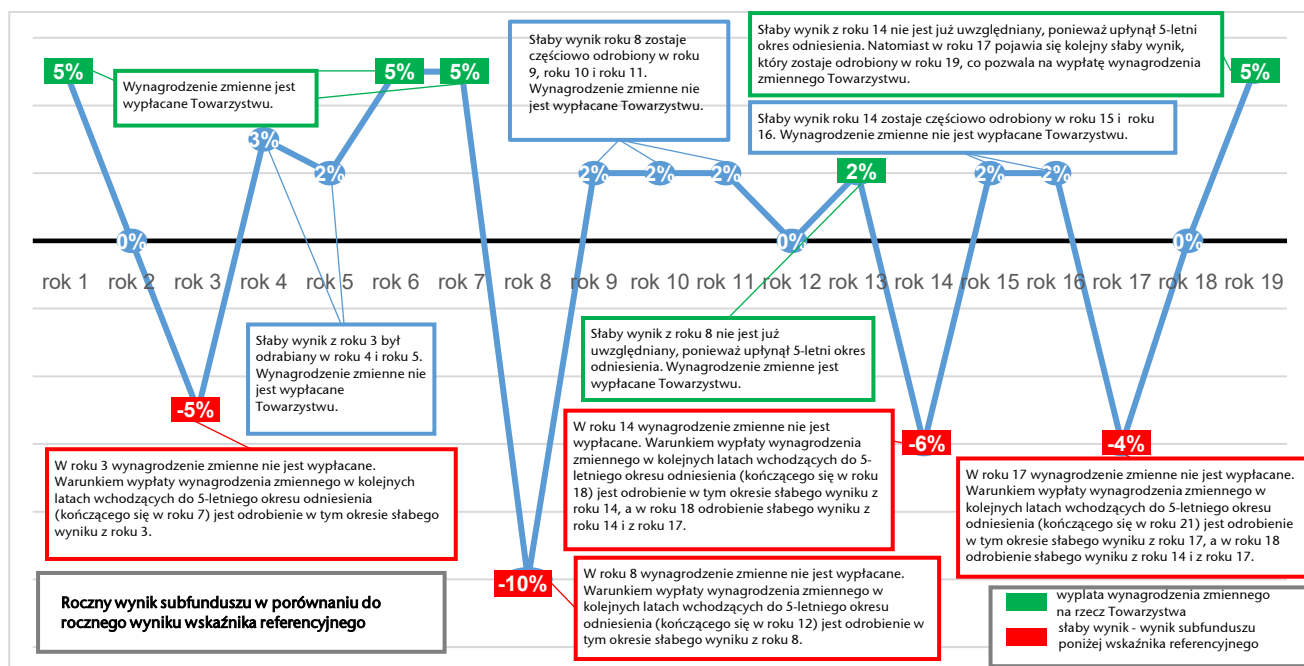 Słaby wynik z roku 14 nie jest już uwzględniany, ponieważ upłynął 5-letni
okres odniesienia. Natomiast w roku 17 pojawia się kolejny słaby wynik,
który zostaje odrobiony w roku 19, co pozwala na wypłatę wynagrodzenia
zmiennego Towarzystwu.
Słaby wynik roku 8 zostaje
częściowo odrobiony w roku
9, roku 10 i roku 11.
Wynagrodzenie zmienne nie
jest wypłacane Towarzystwu.
Wynagrodzenie zmienne jest
wypłacane Towarzystwu.
Słaby wynik roku 14 zostaje częściowo odrobiony w roku 15 i roku
16. Wynagrodzenie zmienne nie jest wypłacane Towarzystwu.
5%
0%
-5%
3%
2%
5%
5%
-10%
2%
2%
2%
0%
2%
-6%
2%
2%
-4%
0%
5%
rok 1 rok 2 rok 3 rok 4 rok 5 rok 6 rok 7 rok 8 rok 9 rok 10 rok 11 rok 12 rok 13 rok 14 rok 15 rok 16 rok 17 rok 18 rok 19
Słaby wynik z roku 3 był
odrabiany w roku 4 i roku 5.
Wynagrodzenie zmienne nie
jest wypłacane
Towarzystwu.
Słaby wynik z roku 8 nie jest już
uwzględniany, ponieważ upłynął 5-letni okres
odniesienia. Wynagrodzenie zmienne jest
wypłacane Towarzystwu.
W roku 3 wynagrodzenie zmienne nie jest wypłacane.
Warunkiem wypłaty wynagrodzenia zmiennego w kolejnych
latach wchodzących do 5-letniego okresu odniesienia
(kończącego się w roku 7) jest odrobienie w tym okresie słabego
wyniku z roku 3.
W roku 14 wynagrodzenie zmienne nie jest
wypłacane. Warunkiem wypłaty wynagrodzenia
zmiennego w kolejnych latach wchodzących do 5-
letniego okresu odniesienia (kończącego się w roku
18) jest odrobienie w tym okresie słabego wyniku z
roku 14, a w roku 18 odrobienie słabego wyniku z
roku 14 i z roku 17.
W roku 17 wynagrodzenie zmienne nie jest wypłacane.
Warunkiem wypłaty wynagrodzenia zmiennego w
kolejnych latach wchodzących do 5-letniego okresu
odniesienia (kończącego się w roku 21) jest odrobienie
w tym okresie słabego wyniku z roku 17, a w roku 18
odrobienie słabego wyniku z roku 14 i z roku 17.
W roku 8 wynagrodzenie zmienne nie jest wypłacane.
Warunkiem wypłaty wynagrodzenia zmiennego w
kolejnych latach wchodzących do 5-letniego okresu
odniesienia (kończącego się w roku 12) jest odrobienie w
tym okresie słabego wyniku z roku 8.
Roczny wynik subfunduszu w porównaniu do
rocznego wyniku wskaźnika referencyjnego
wyplata wynagrodzenia zmiennego
na rzecz Towarzystwa
słaby wynik - wynik subfunduszu
poniżej wskaźnika referencyjnego